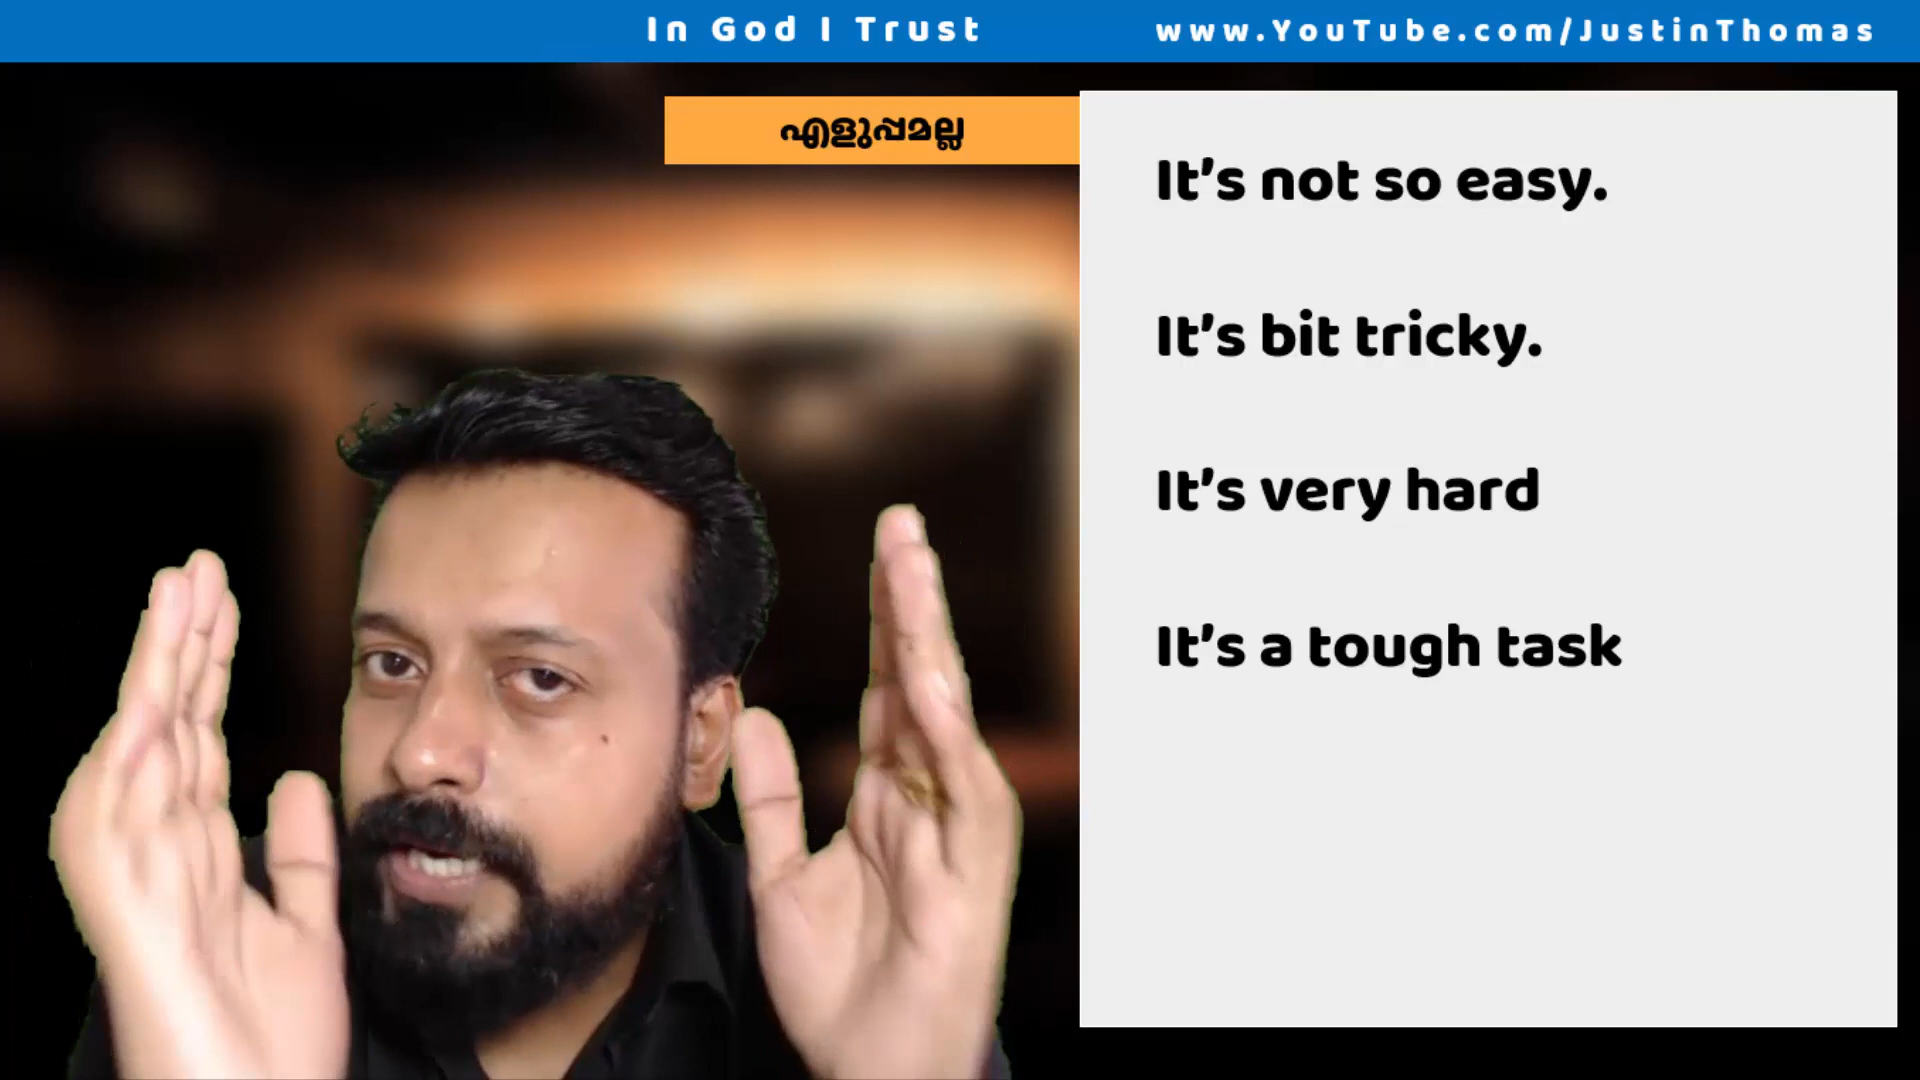 In God I Trust
www.YouTube.com/JustinThomas
എളുപ്പമല്ല
It's not so easy.
It's bit tricky.
It's very hard
It's a tough task